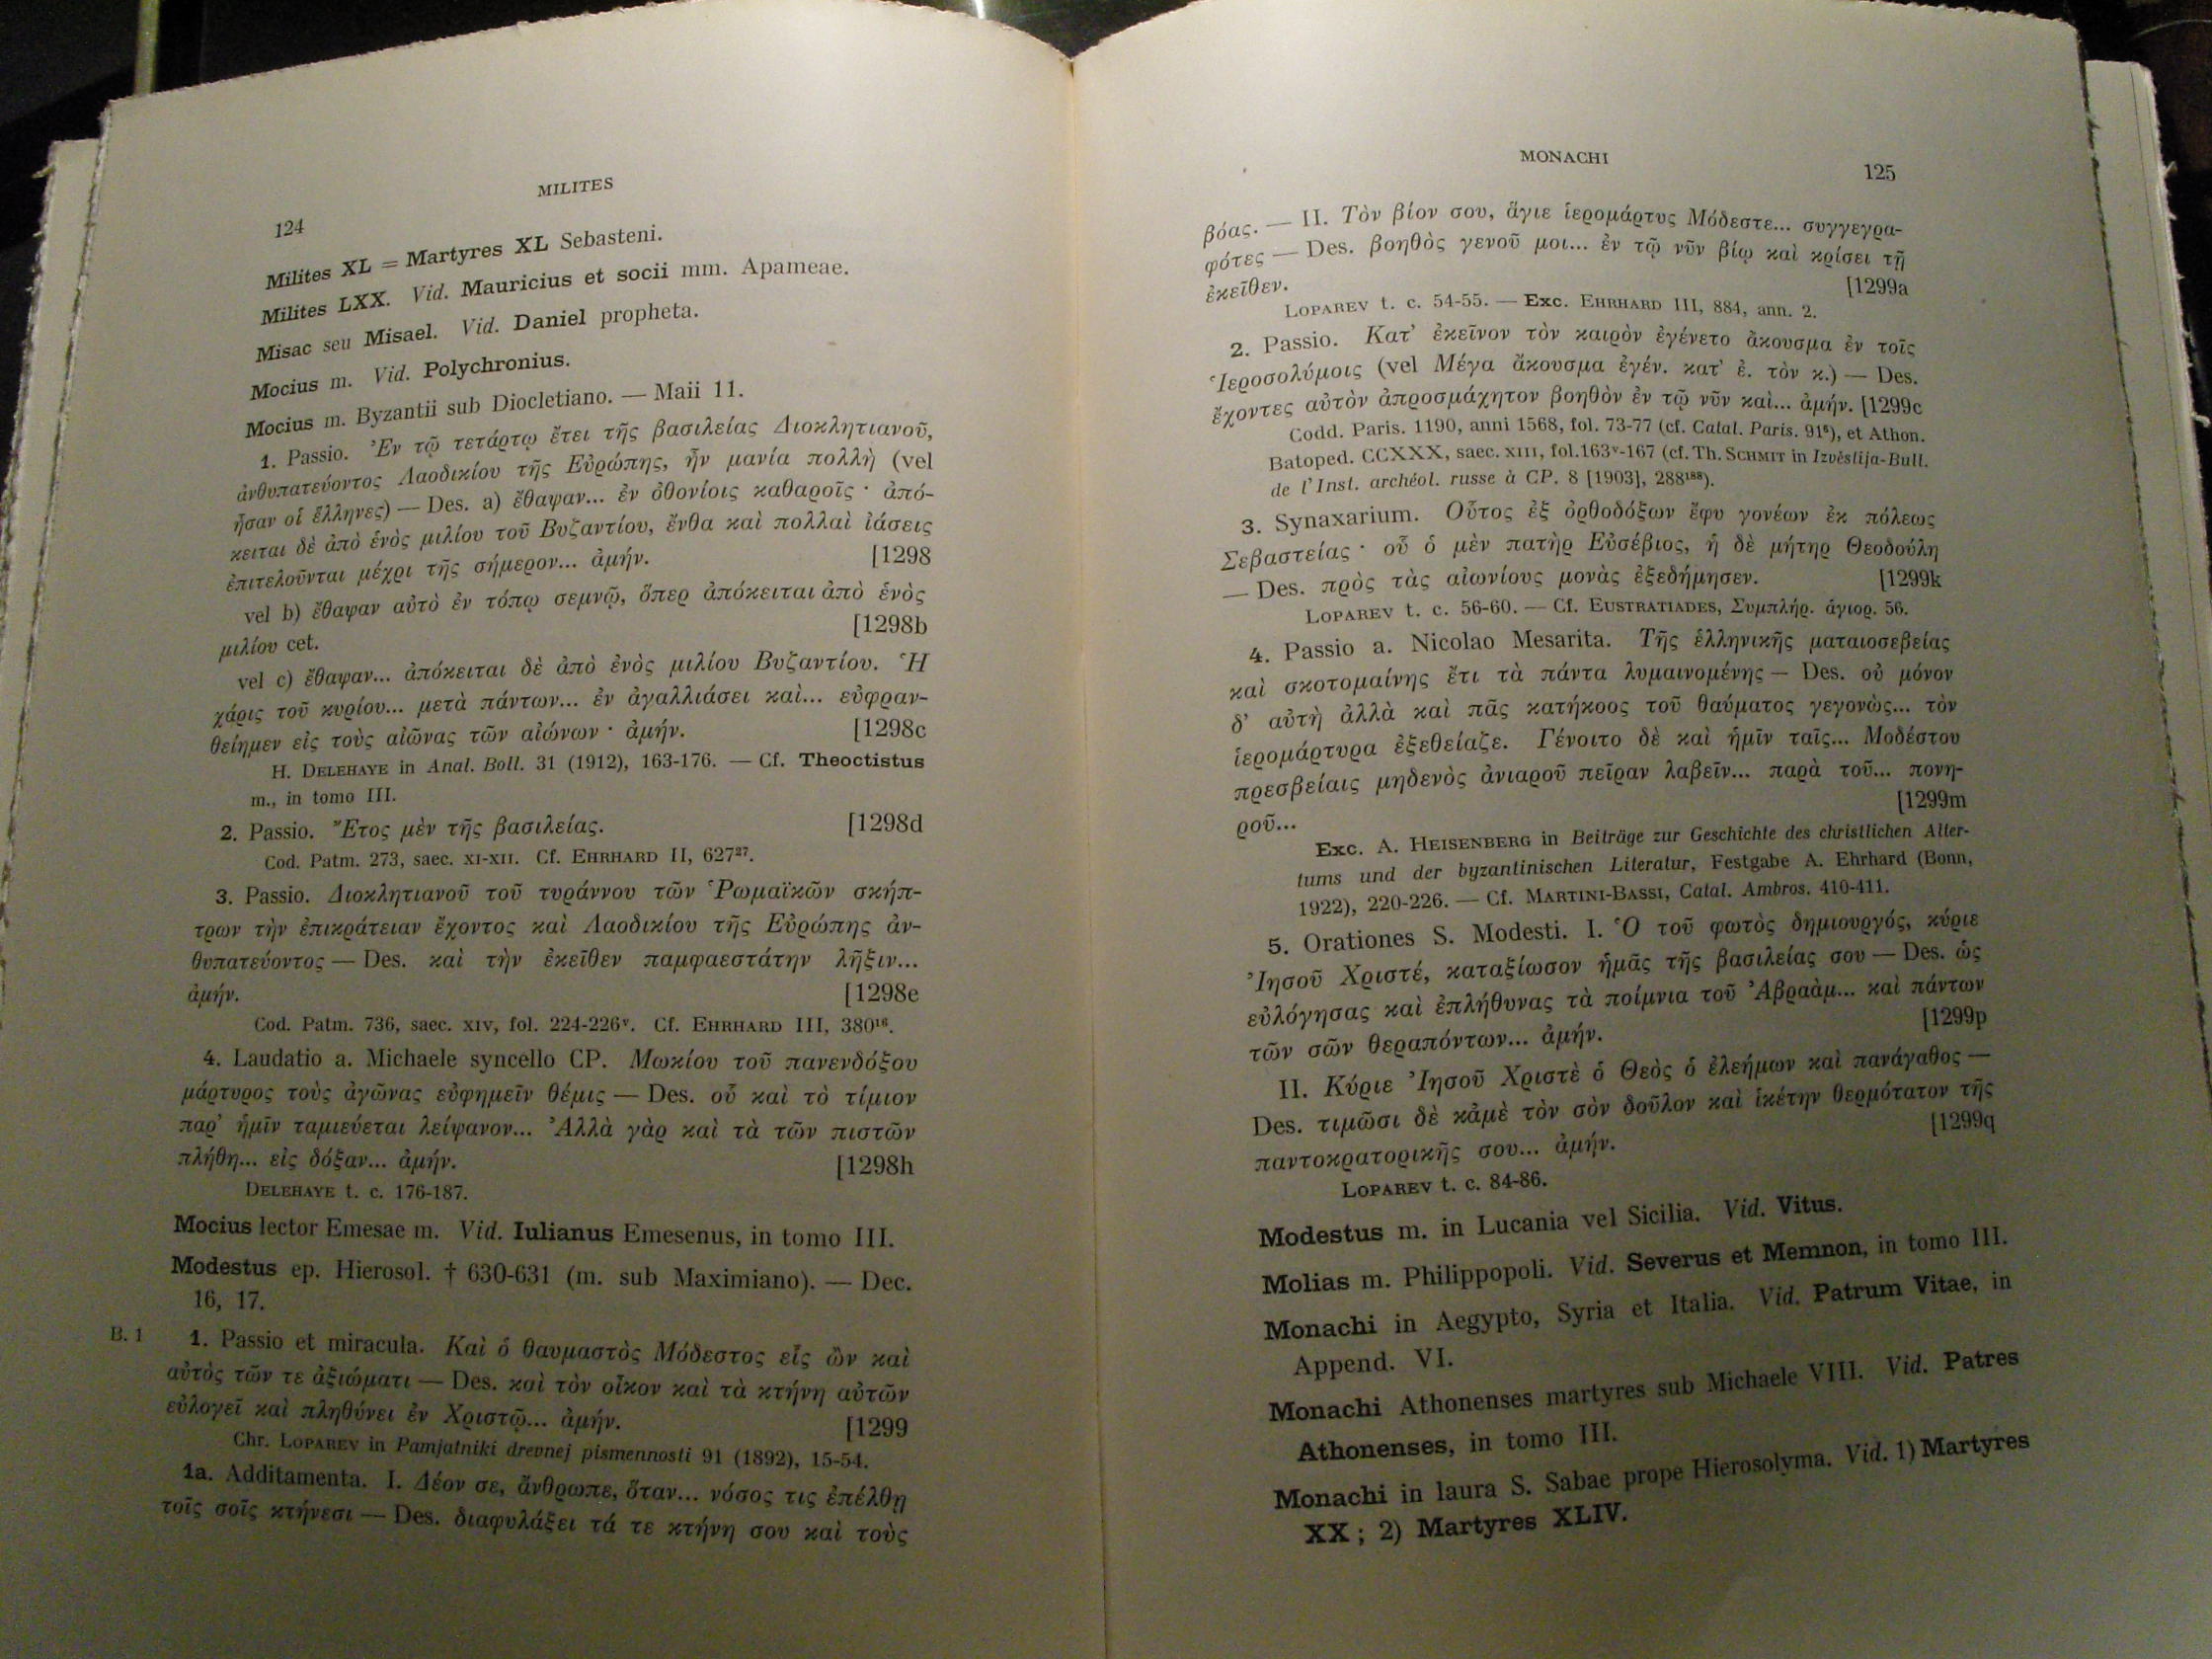 124
MILITES
Milites XL = Martyres XL Sebasteni.
Milites LXX. Vid. Mauricius et socii mm. Apameae.
Misac seu Misael. Vid. Daniel propheta.
Mocius m. Vid. Polychronius.
Mocius m. Byzantii sub Diocletiano. — Maii 11.
1. Passio. Ἐν τῷ τετάρτῳ ἔτει τῆς βασιλείας Διοκλητιανοῦ,
ἀνθυπατεύοντος Λαοδικίου τῆς Εὐρώπης, ἦν μανία πολλὴ (vel
ἦσαν οἱ ἕλληνες) — Des. a) ἔθαψαν... ἐν ὀθονίοις καθαροῖς · ἀπό-
κειται δὲ ἀπὸ ἑνὸς μιλίου τοῦ Βυζαντίου, ἔνθα καὶ πολλαὶ ἰάσεις
ἐπιτελοῦνται μέχρι τῆς σήμερον... ἀμήν. [1298
vel b) ἔθαψαν αὐτὸ ἐν τόπῳ σεμνῷ, ὅπερ ἀπόκειται ἀπὸ ἑνὸς
μιλίου cet. [1298b
vel c) ἔθαψαν... ἀπόκειται δὲ ἀπὸ ἑνὸς μιλίου Βυζαντίου. Ἡ
χάρις τοῦ κυρίου... μετὰ πάντων... ἐν ἀγαλλιάσει καὶ... εὐφραν-
θείημεν εἰς τοὺς αἰῶνας τῶν αἰώνων · ἀμήν. [1298c
H. DELEHAYE in Anal. Boll. 31 (1912), 163-176. — Cf. Theoctistus
m., in tomo III.
2. Passio. Ἔτος μὲν τῆς βασιλείας. [1298d
Cod. Patm. 273, saec. XI-XII. Cf. EHRHARD II, 627²⁷.
3. Passio. Διοκλητιανοῦ τοῦ τυράννου τῶν Ῥωμαϊκῶν σκήπ-
τρων τὴν ἐπικράτειαν ἔχοντος καὶ Λαοδικίου τῆς Εὐρώπης ἀν-
θυπατεύοντος — Des. καὶ τὴν ἐκεῖθεν παμφαεστάτην λῆξιν...
ἀμήν. [1298e
Cod. Patm. 736, saec. XIV, fol. 224-226ᵛ. Cf. EHRHARD III, 380¹⁶.
4. Laudatio a. Michaele syncello CP. Μωκίου τοῦ πανενδόξου
μάρτυρος τοὺς ἀγῶνας εὐφημεῖν θέμις — Des. οὗ καὶ τὸ τίμιον
παρ' ἡμῖν ταμιεύεται λείψανον... Ἀλλὰ γὰρ καὶ τὰ τῶν πιστῶν
πλήθη... εἰς δόξαν... ἀμήν. [1298h
DELEHAYE t. c. 176-187.
Mocius lector Emesae m. Vid. Iulianus Emesenus, in tomo III.
Modestus ep. Hierosol. † 630-631 (m. sub Maximiano). — Dec.
16, 17.
B. 1 1. Passio et miracula. Καὶ ὁ θαυμαστὸς Μόδεστος εἷς ὢν καὶ
αὐτὸς τῶν τε ἀξιώματι — Des. καὶ τὸν οἶκον καὶ τὰ κτήνη αὐτῶν
εὐλογεῖ καὶ πληθύνει ἐν Χριστῷ... ἀμήν. [1299
Chr. LOPAREV in Pamjatniki drevnej pismennosti 91 (1892), 15-54.
1a. Additamenta. I. Δέον σε, ἄνθρωπε, ὅταν... νόσος τις ἐπέλθῃ
τοῖς σοῖς κτήνεσι — Des. διαφυλάξει τά τε κτήνη σου καὶ τοὺς
MONACHI
125
βόας. — II. Τὸν βίον σου, ἅγιε ἱερομάρτυς Μόδεστε... συγγεγρα-
φότες — Des. βοηθὸς γενοῦ μοι... ἐν τῷ νῦν βίῳ καὶ κρίσει τῇ
ἐκεῖθεν. [1299a
LOPAREV t. c. 54-55. — Exc. EHRHARD III, 884, ann. 2.
2. Passio. Κατ' ἐκεῖνον τὸν καιρὸν ἐγένετο ἄκουσμα ἐν τοῖς
Ἱεροσολύμοις (vel Μέγα ἄκουσμα ἐγέν. κατ' ἐ. τὸν κ.) — Des.
ἔχοντες αὐτὸν ἀπροσμάχητον βοηθὸν ἐν τῷ νῦν καὶ... ἀμήν. [1299c
Codd. Paris. 1190, anni 1568, fol. 73-77 (cf. Catal. Paris. 91⁶), et Athon.
Batoped. CCXXX, saec. XIII, fol.163ᵛ-167 (cf. Th. SCHMIT in Izvěstija-Bull.
de l'Inst. archéol. russe à CP. 8 [1903], 288¹⁸⁸).
3. Synaxarium. Οὗτος ἐξ ὀρθοδόξων ἔφυ γονέων ἐκ πόλεως
Σεβαστείας · οὗ ὁ μὲν πατὴρ Εὐσέβιος, ἡ δὲ μήτηρ Θεοδούλη
— Des. πρὸς τὰς αἰωνίους μονὰς ἐξεδήμησεν. [1299k
LOPAREV t. c. 56-60. — Cf. EUSTRATIADES, Συμπλήρ. ἁγιορ. 56.
4. Passio a. Nicolao Mesarita. Τῆς ἑλληνικῆς ματαιοσεβείας
καὶ σκοτομαίνης ἔτι τὰ πάντα λυμαινομένης — Des. οὐ μόνον
δ' αὐτὴ ἀλλὰ καὶ πᾶς κατήκοος τοῦ θαύματος γεγονὼς... τὸν
ἱερομάρτυρα ἐξεθείαζε. Γένοιτο δὲ καὶ ἡμῖν ταῖς... Μοδέστου
πρεσβείαις μηδενὸς ἀνιαροῦ πεῖραν λαβεῖν... παρὰ τοῦ... πονη-
ροῦ... [1299m
Exc. A. HEISENBERG in Beiträge zur Geschichte des christlichen Alter-
tums und der byzantinischen Literatur, Festgabe A. Ehrhard (Bonn,
1922), 220-226. — Cf. MARTINI-BASSI, Catal. Ambros. 410-411.
5. Orationes S. Modesti. I. Ὁ τοῦ φωτὸς δημιουργός, κύριε
Ἰησοῦ Χριστέ, καταξίωσον ἡμᾶς τῆς βασιλείας σου — Des. ὡς
εὐλόγησας καὶ ἐπλήθυνας τὰ ποίμνια τοῦ Ἀβραὰμ... καὶ πάντων
τῶν σῶν θεραπόντων... ἀμήν. [1299p
II. Κύριε Ἰησοῦ Χριστὲ ὁ Θεὸς ὁ ἐλεήμων καὶ πανάγαθος —
Des. τιμῶσι δὲ κἀμὲ τὸν σὸν δοῦλον καὶ ἱκέτην θερμότατον τῆς
παντοκρατορικῆς σου... ἀμήν. [1299q
LOPAREV t. c. 84-86.
Modestus m. in Lucania vel Sicilia. Vid. Vitus.
Molias m. Philippopoli. Vid. Severus et Memnon, in tomo III.
Monachi in Aegypto, Syria et Italia. Vid. Patrum Vitae, in
Append. VI.
Monachi Athonenses martyres sub Michaele VIII. Vid. Patres
Athonenses, in tomo III.
Monachi in laura S. Sabae prope Hierosolyma. Vid. 1) Martyres
XX ; 2) Martyres XLIV.